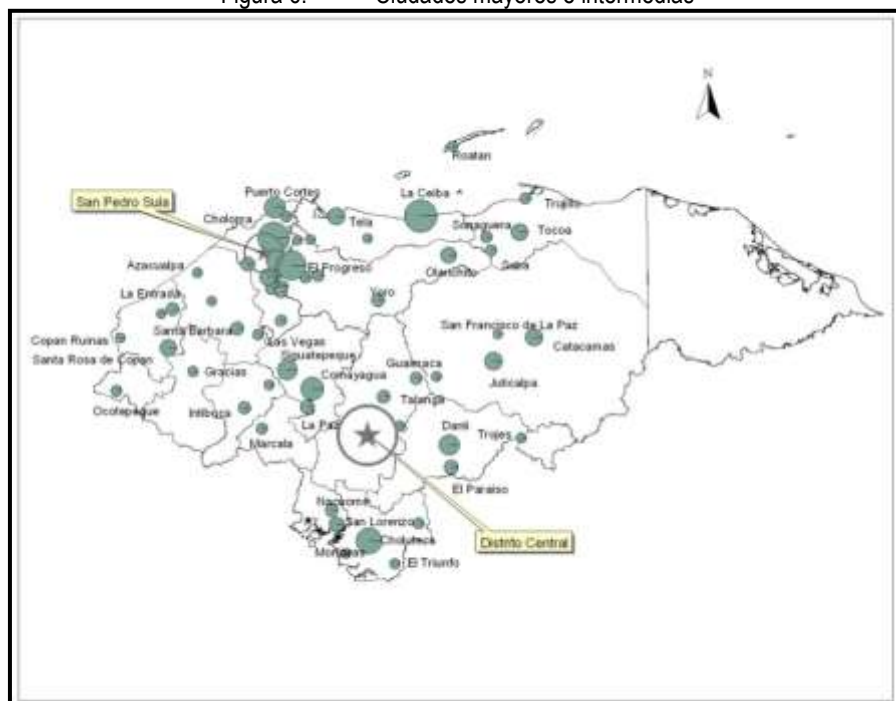 Ciudades mayores e intermedias
N
Roatan
Puerto Cortes
La Ceiba
San Pedro Sula
Choloma
Tela
Trujillo
Sonaguera
Tocoa
Azacualpa
El Progreso
Olanchito
Saba
La Entrada
Yoro
Santa Barbara
San Francisco de La Paz
Copan Ruinas
Las Vegas
Catacamas
Santa Rosa de Copan
Siguatepeque
Gracias
Comayagua
Guaimaca
Juticalpa
Ocotepeque
Intibuca
Talanga
La Paz
Danli
Trojes
Marcala
El Paraiso
Nacaome
San Lorenzo
Choluteca
Distrito Central
El Triunfo